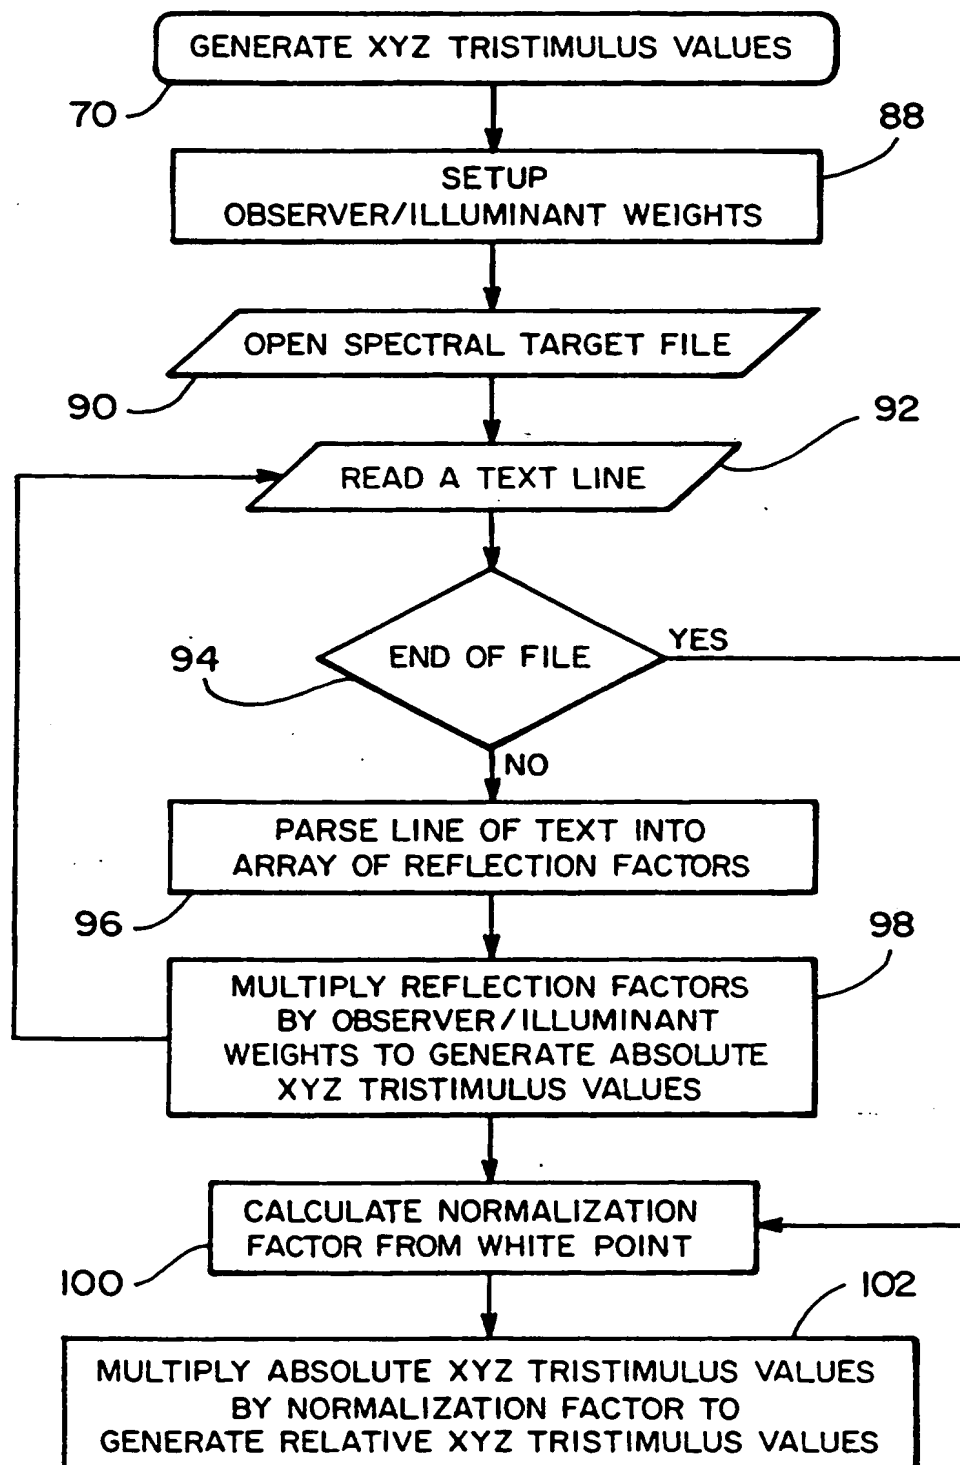 GENERATE XYZ TRISTIMULUS VALUES
70
88
SETUP
OBSERVER/ILLUMINANT WEIGHTS
OPEN SPECTRAL TARGET FILE
90
92
READ A TEXT LINE
94
END OF FILE
YES
NO
PARSE LINE OF TEXT INTO
ARRAY OF REFLECTION FACTORS
96
98
MULTIPLY REFLECTION FACTORS
BY OBSERVER/ILLUMINANT
WEIGHTS TO GENERATE ABSOLUTE
XYZ TRISTIMULUS VALUES
CALCULATE NORMALIZATION
FACTOR FROM WHITE POINT
100
102
MULTIPLY ABSOLUTE XYZ TRISTIMULUS VALUES
BY NORMALIZATION FACTOR TO
GENERATE RELATIVE XYZ TRISTIMULUS VALUES